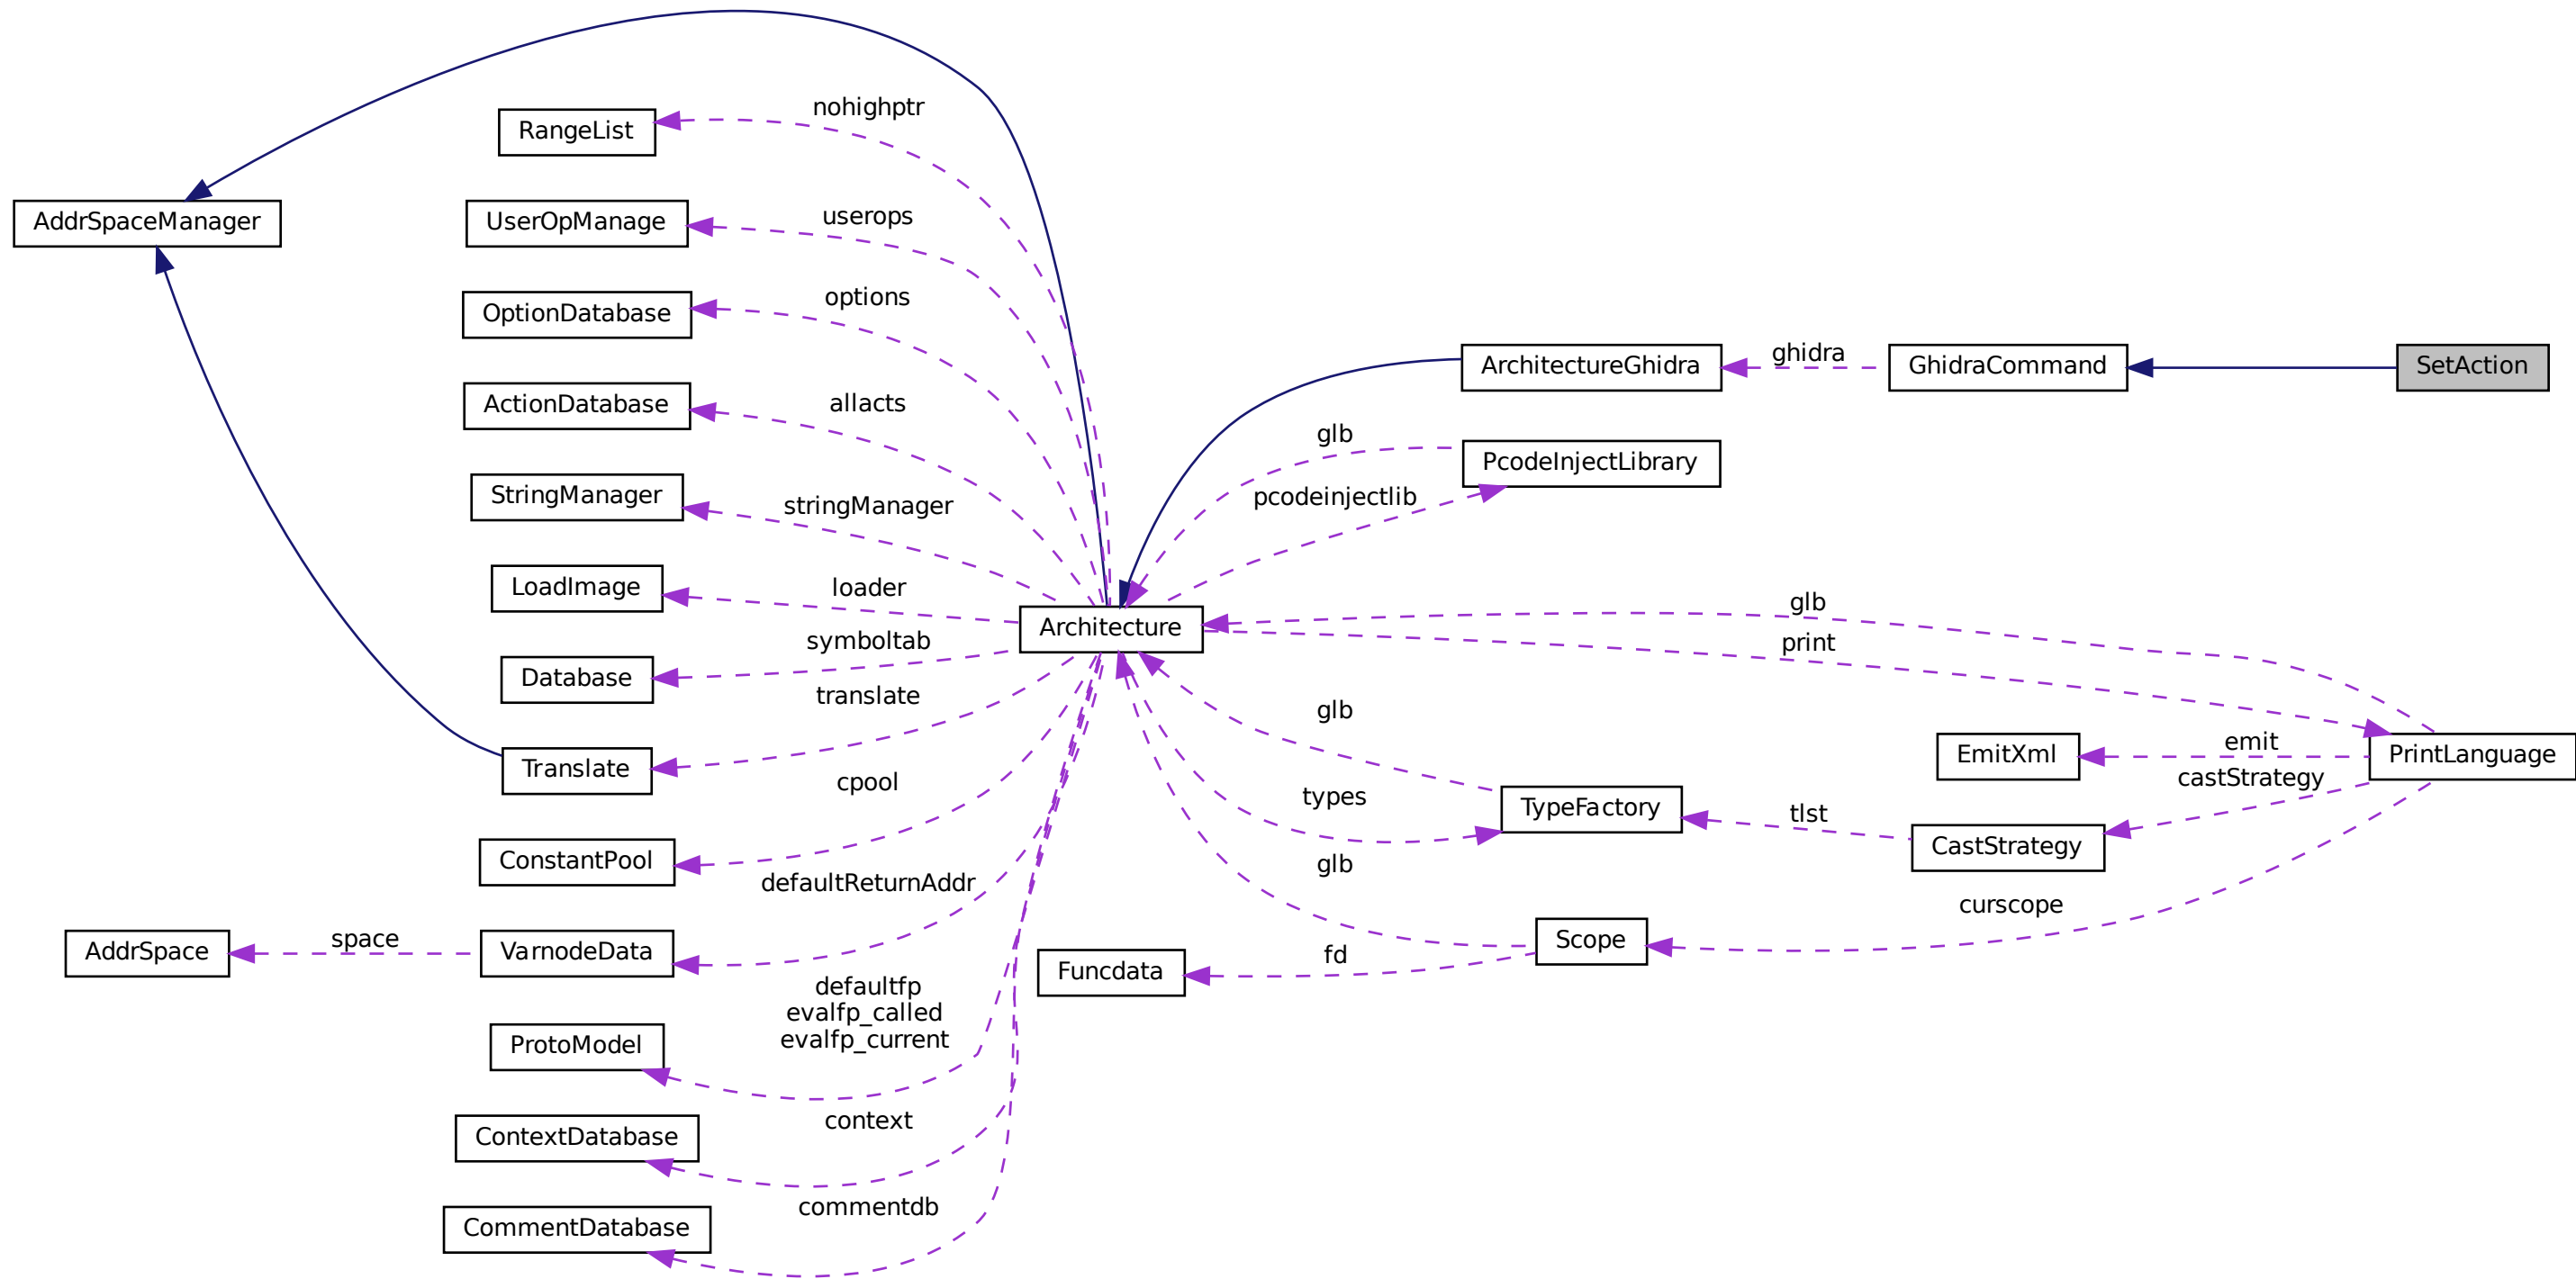 nohighptr
RangeList
AddrSpaceManager
UserOpManage
userops
OptionDatabase
options
ArchitectureGhidra
ghidra
GhidraCommand
SetAction
ActionDatabase
allacts
glb
PcodeInjectLibrary
StringManager
stringManager
pcodeinjectlib
LoadImage
loader
Architecture
glb
symboltab
print
Database
translate
glb
Translate
cpool
types
TypeFactory
tlst
EmitXml
emit
PrintLanguage
castStrategy
CastStrategy
ConstantPool
defaultReturnAddr
glb
curscope
AddrSpace
space
VarnodeData
Funcdata
fd
Scope
defaultfp
evalfp_called
evalfp_current
ProtoModel
context
ContextDatabase
commentdb
CommentDatabase